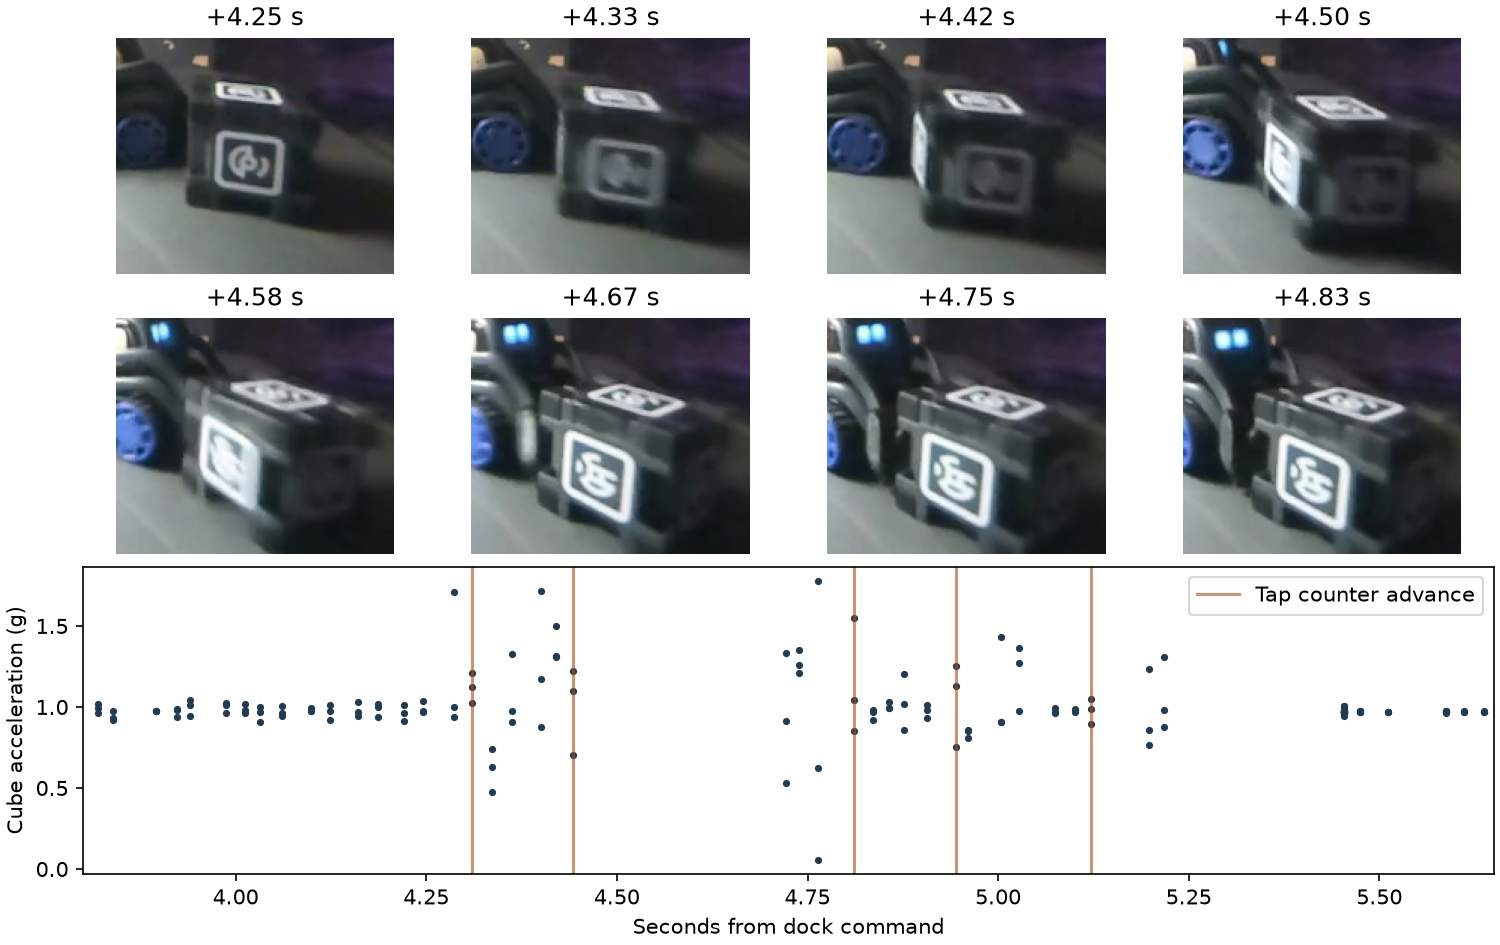 +4.25 s
+4.33 s
+4.42 s
+4.50 s
+4.58 s
+4.67 s
+4.75 s
+4.83 s
Tap counter advance
Cube acceleration (g)
1.5
1.0
0.5
0.0
4.00
4.25
4.50
4.75
5.00
5.25
5.50
Seconds from dock command